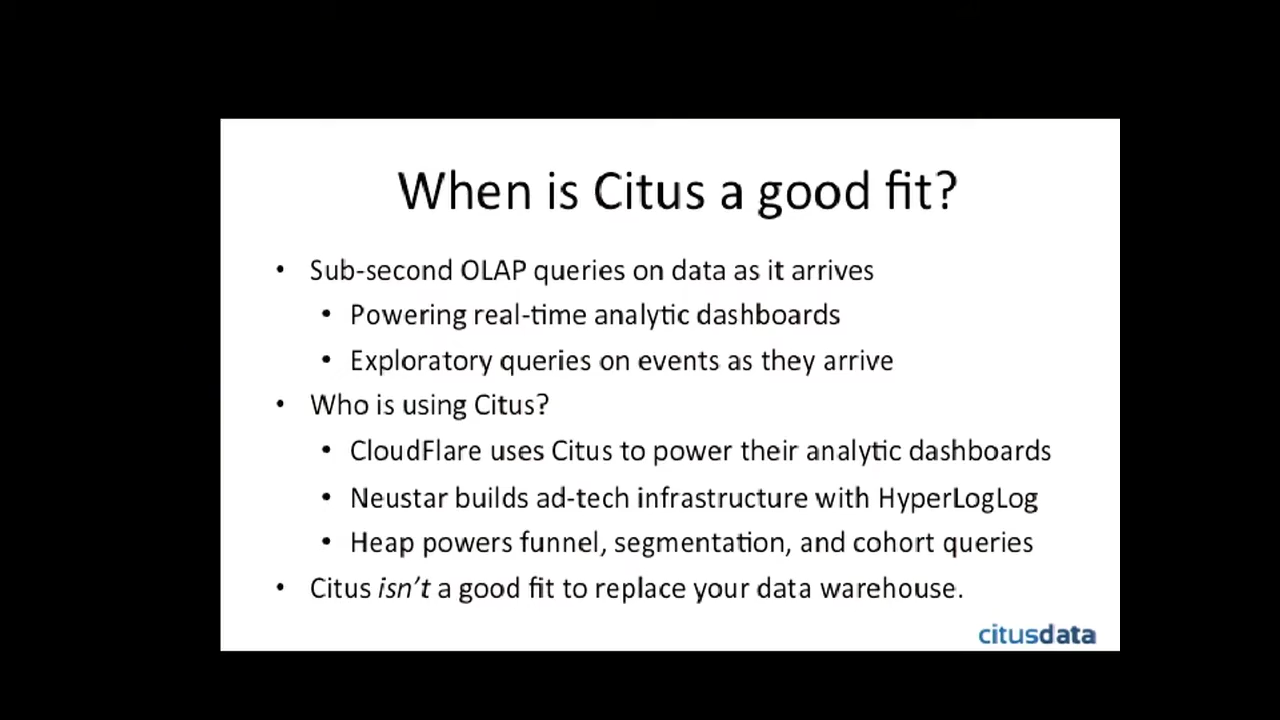 When is Citus a good fit?
• Sub-second OLAP queries on data as it arrives
• Powering real-time analytic dashboards
• Exploratory queries on events as they arrive
• Who is using Citus?
• CloudFlare uses Citus to power their analytic dashboards
• Neustar builds ad-tech infrastructure with HyperLogLog
• Heap powers funnel, segmentation, and cohort queries
• Citus isn't a good fit to replace your data warehouse.
citusdata